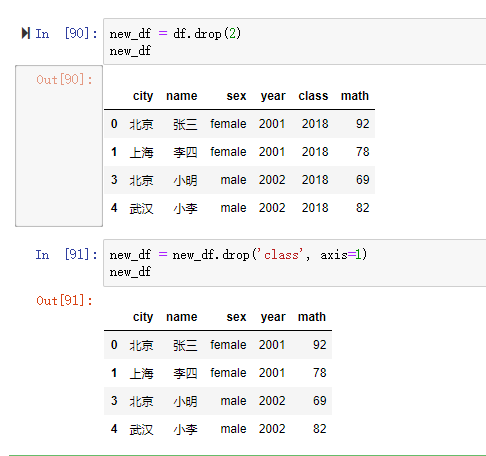 In [90]: new_df = df.drop(2)
new_df
Out[90]:
city name sex year class math
0 北京 张三 female 2001 2018 92
1 上海 李四 female 2001 2018 78
3 北京 小明 male 2002 2018 69
4 武汉 小李 male 2002 2018 82
In [91]: new_df = new_df.drop('class', axis=1)
new_df
Out[91]:
city name sex year math
0 北京 张三 female 2001 92
1 上海 李四 female 2001 78
3 北京 小明 male 2002 69
4 武汉 小李 male 2002 82